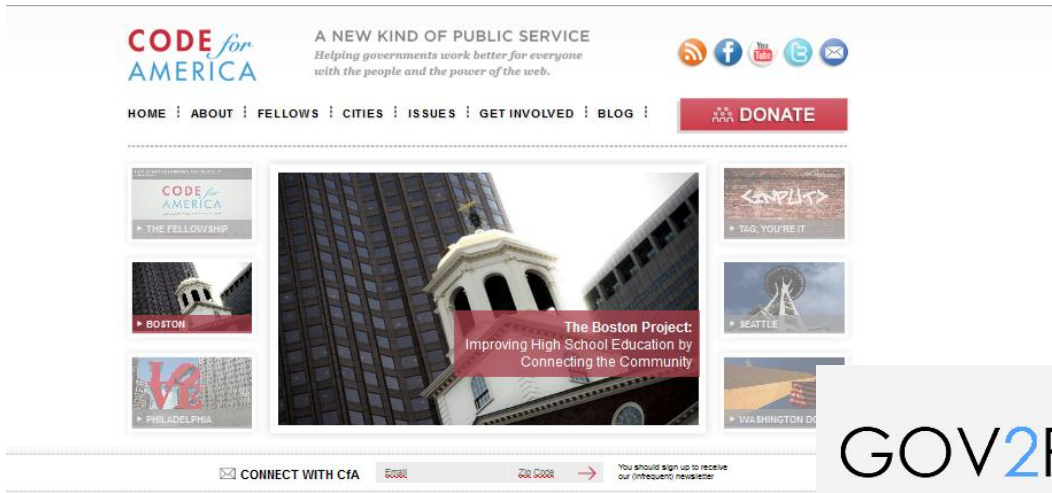 CODE for
AMERICA
A NEW KIND OF PUBLIC SERVICE
Helping governments work better for everyone
with the people and the power of the web.
You
Tube
HOME ABOUT FELLOWS CITIES ISSUES GET INVOLVED BLOG
DONATE
CODE for
AMERICA
THE FELLOWSHIP
BOSTON
LOVE
PHILADELPHIA
The Boston Project:
Improving High School Education by
Connecting the Community
<INPUT>
TAG, YOU'RE IT
SEATTLE
WASHINGTON
CONNECT WITH CfA
Email
Zip Code
You should sign up to receive
our (infrequent) newsletter
GOV2